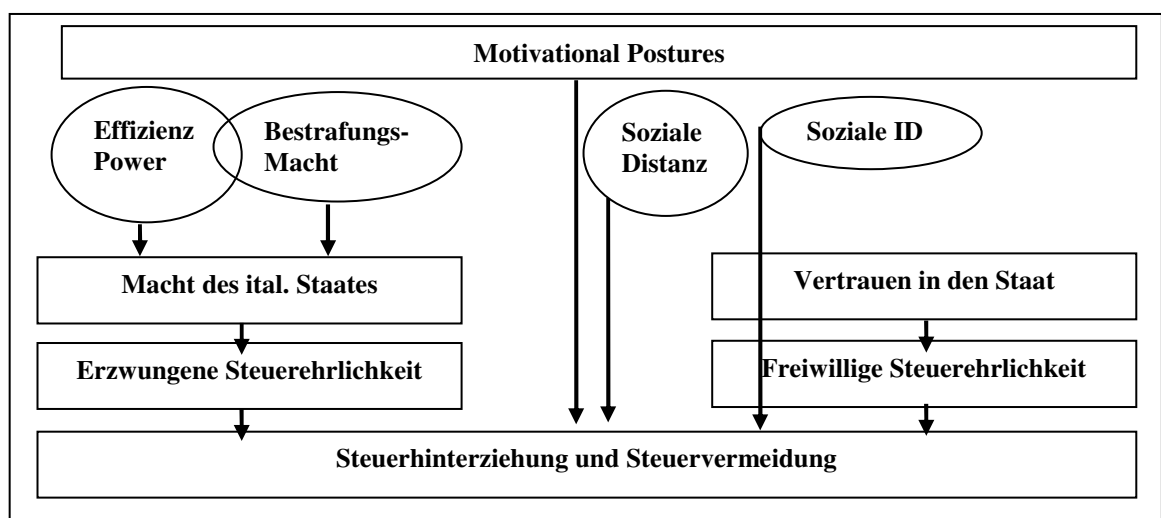 Motivational Postures
Effizienz
Power
Bestrafungs-
Macht
Soziale
Distanz
Soziale ID
Macht des ital. Staates
Vertrauen in den Staat
Erzwungene Steuerehrlichkeit
Freiwillige Steuerehrlichkeit
Steuerhinterziehung und Steuervermeidung